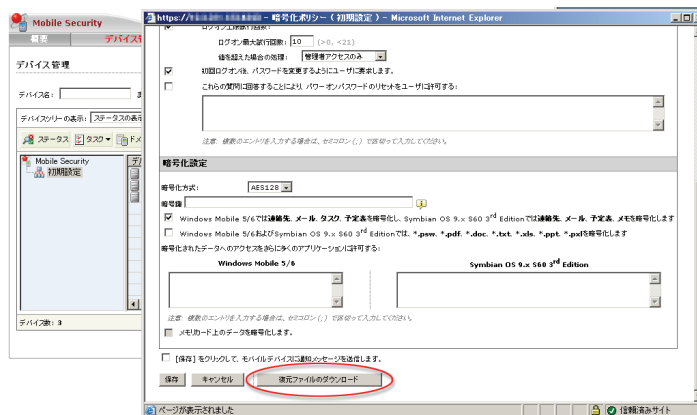 Mobile Security
概要
デバイス管理
デバイス名:
デバイスツリーの表示: ステータスの表示
ステータス タスク
Mobile Security
初期設定
デバイス数: 3
https:// - 暗号化ポリシー(初期設定) - Microsoft Internet Explorer
ログオン上限試行回数:
ログオン最大試行回数: 10 (>0, <21)
値を超えた場合の処理: 管理者アクセスのみ
初回ログオン後、パスワードを変更するようにユーザに要求します。
これらの質問に回答することにより、パワーオンパスワードのリセットをユーザに許可する:
注意: 複数のエントリを入力する場合は、セミコロン(;)で区切って入力してください。
暗号化設定
暗号化方式: AES128
暗号鍵
Windows Mobile 5/6では連絡先、メール、タスク、予定表を暗号化し、Symbian OS 9.x S60 3rd Editionでは連絡先、メール、予定表、メモを暗号化します
Windows Mobile 5/6およびSymbian OS 9.x S60 3rd Editionでは、*.psw, *.pdf, *.doc, *.txt, *.xls, *.ppt, *.pxlを暗号化します
暗号化されたデータへのアクセスをさらに多くのアプリケーションに許可する:
Windows Mobile 5/6 Symbian OS 9.x S60 3rd Edition
注意: 複数のエントリを入力する場合は、セミコロン(;)で区切って入力してください。
メモリカード上のデータを暗号化します。
[保存] をクリックして、モバイルデバイスに通知メッセージを送信します。
保存 キャンセル 復元ファイルのダウンロード
ページが表示されました 信頼済みサイト